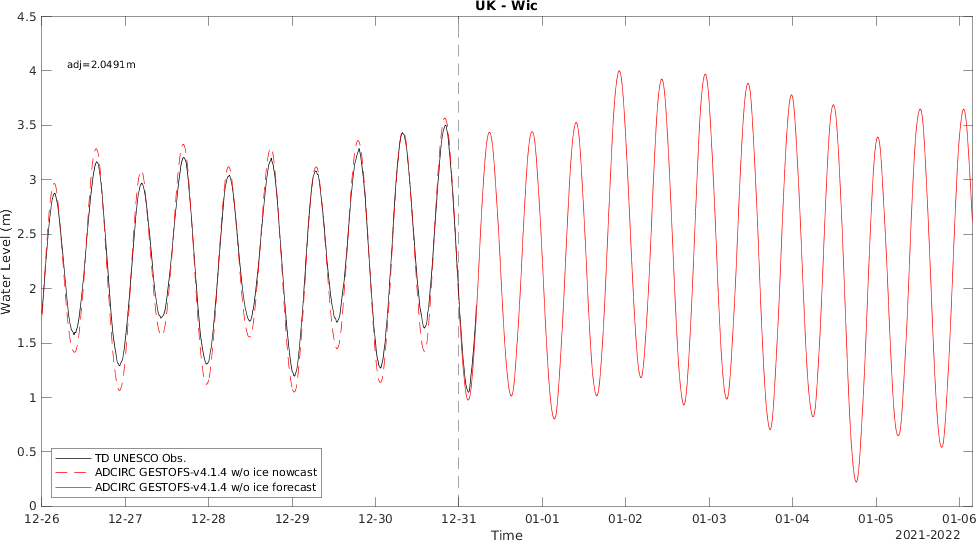 UK - Wic
4.5
4
3.5
3
2.5
2
1.5
1
0.5
0
Water Level (m)
adj=2.0491m
TD UNESCO Obs.
ADCIRC GESTOFS-v4.1.4 w/o ice nowcast
ADCIRC GESTOFS-v4.1.4 w/o ice forecast
12-26 12-27 12-28 12-29 12-30 12-31 01-01 01-02 01-03 01-04 01-05 01-06
Time
2021-2022